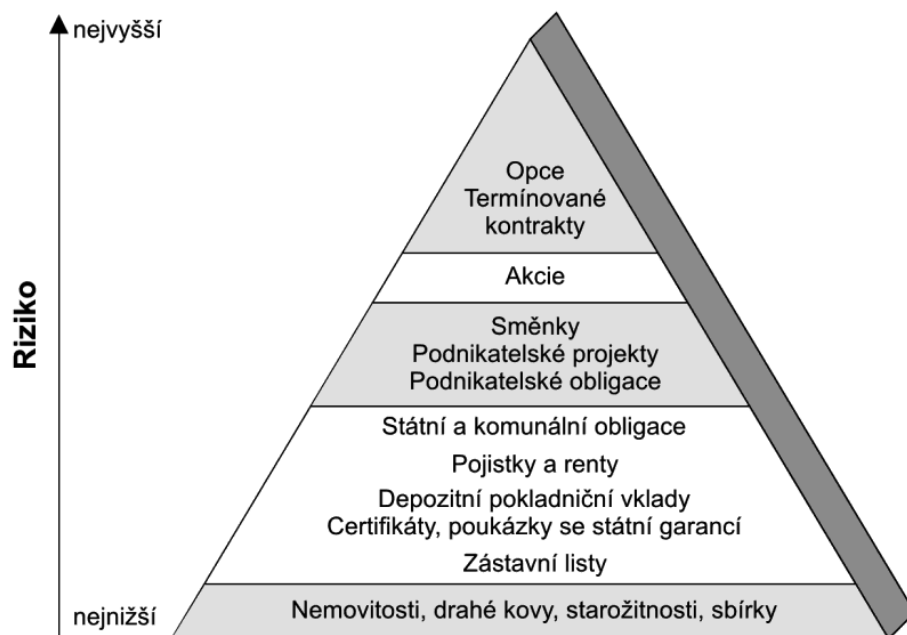 nejvyšší
Opce
Termínované
kontrakty
Akcie
Riziko
Směnky
Podnikatelské projekty
Podnikatelské obligace
Státní a komunální obligace
Pojistky a renty
Depozitní pokladniční vklady
Certifikáty, poukázky se státní garancí
Zástavní listy
nejnižší
Nemovitosti, drahé kovy, starožitnosti, sbírky